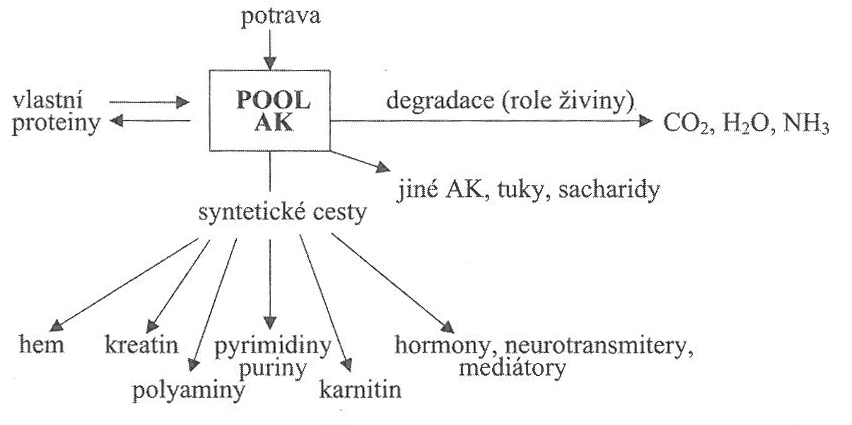 potrava
vlastní
proteiny
POOL
AK
degradace (role živiny)
CO₂, H₂O, NH₃
jiné AK, tuky, sacharidy
syntetické cesty
hem
kreatin
pyrimidiny
puriny
hormony, neurotransmitery,
mediátory
polyaminy
karnitin